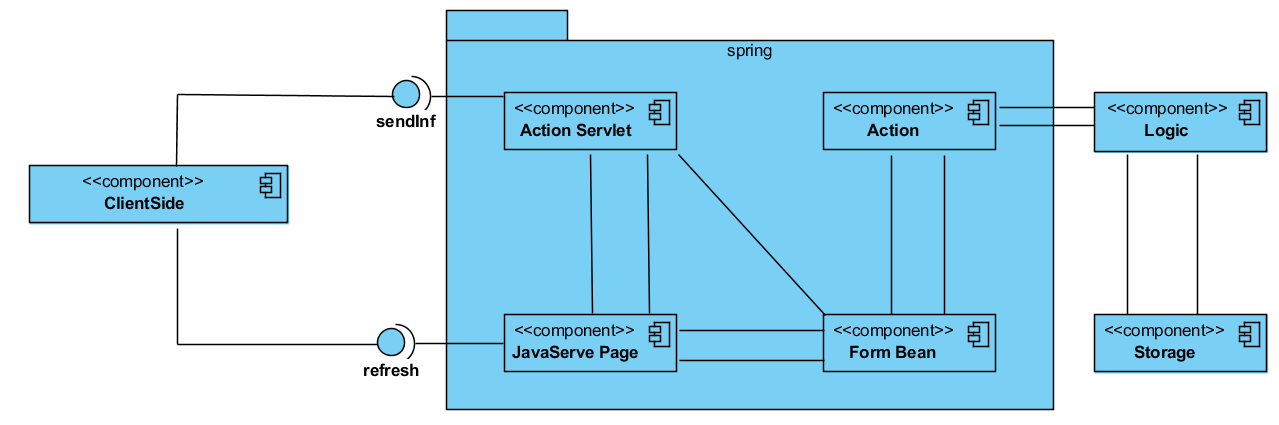 spring
<<component>>
Action Servlet
<<component>>
Action
<<component>>
Logic
sendInf
<<component>>
ClientSide
<<component>>
JavaServe Page
<<component>>
Form Bean
<<component>>
Storage
refresh